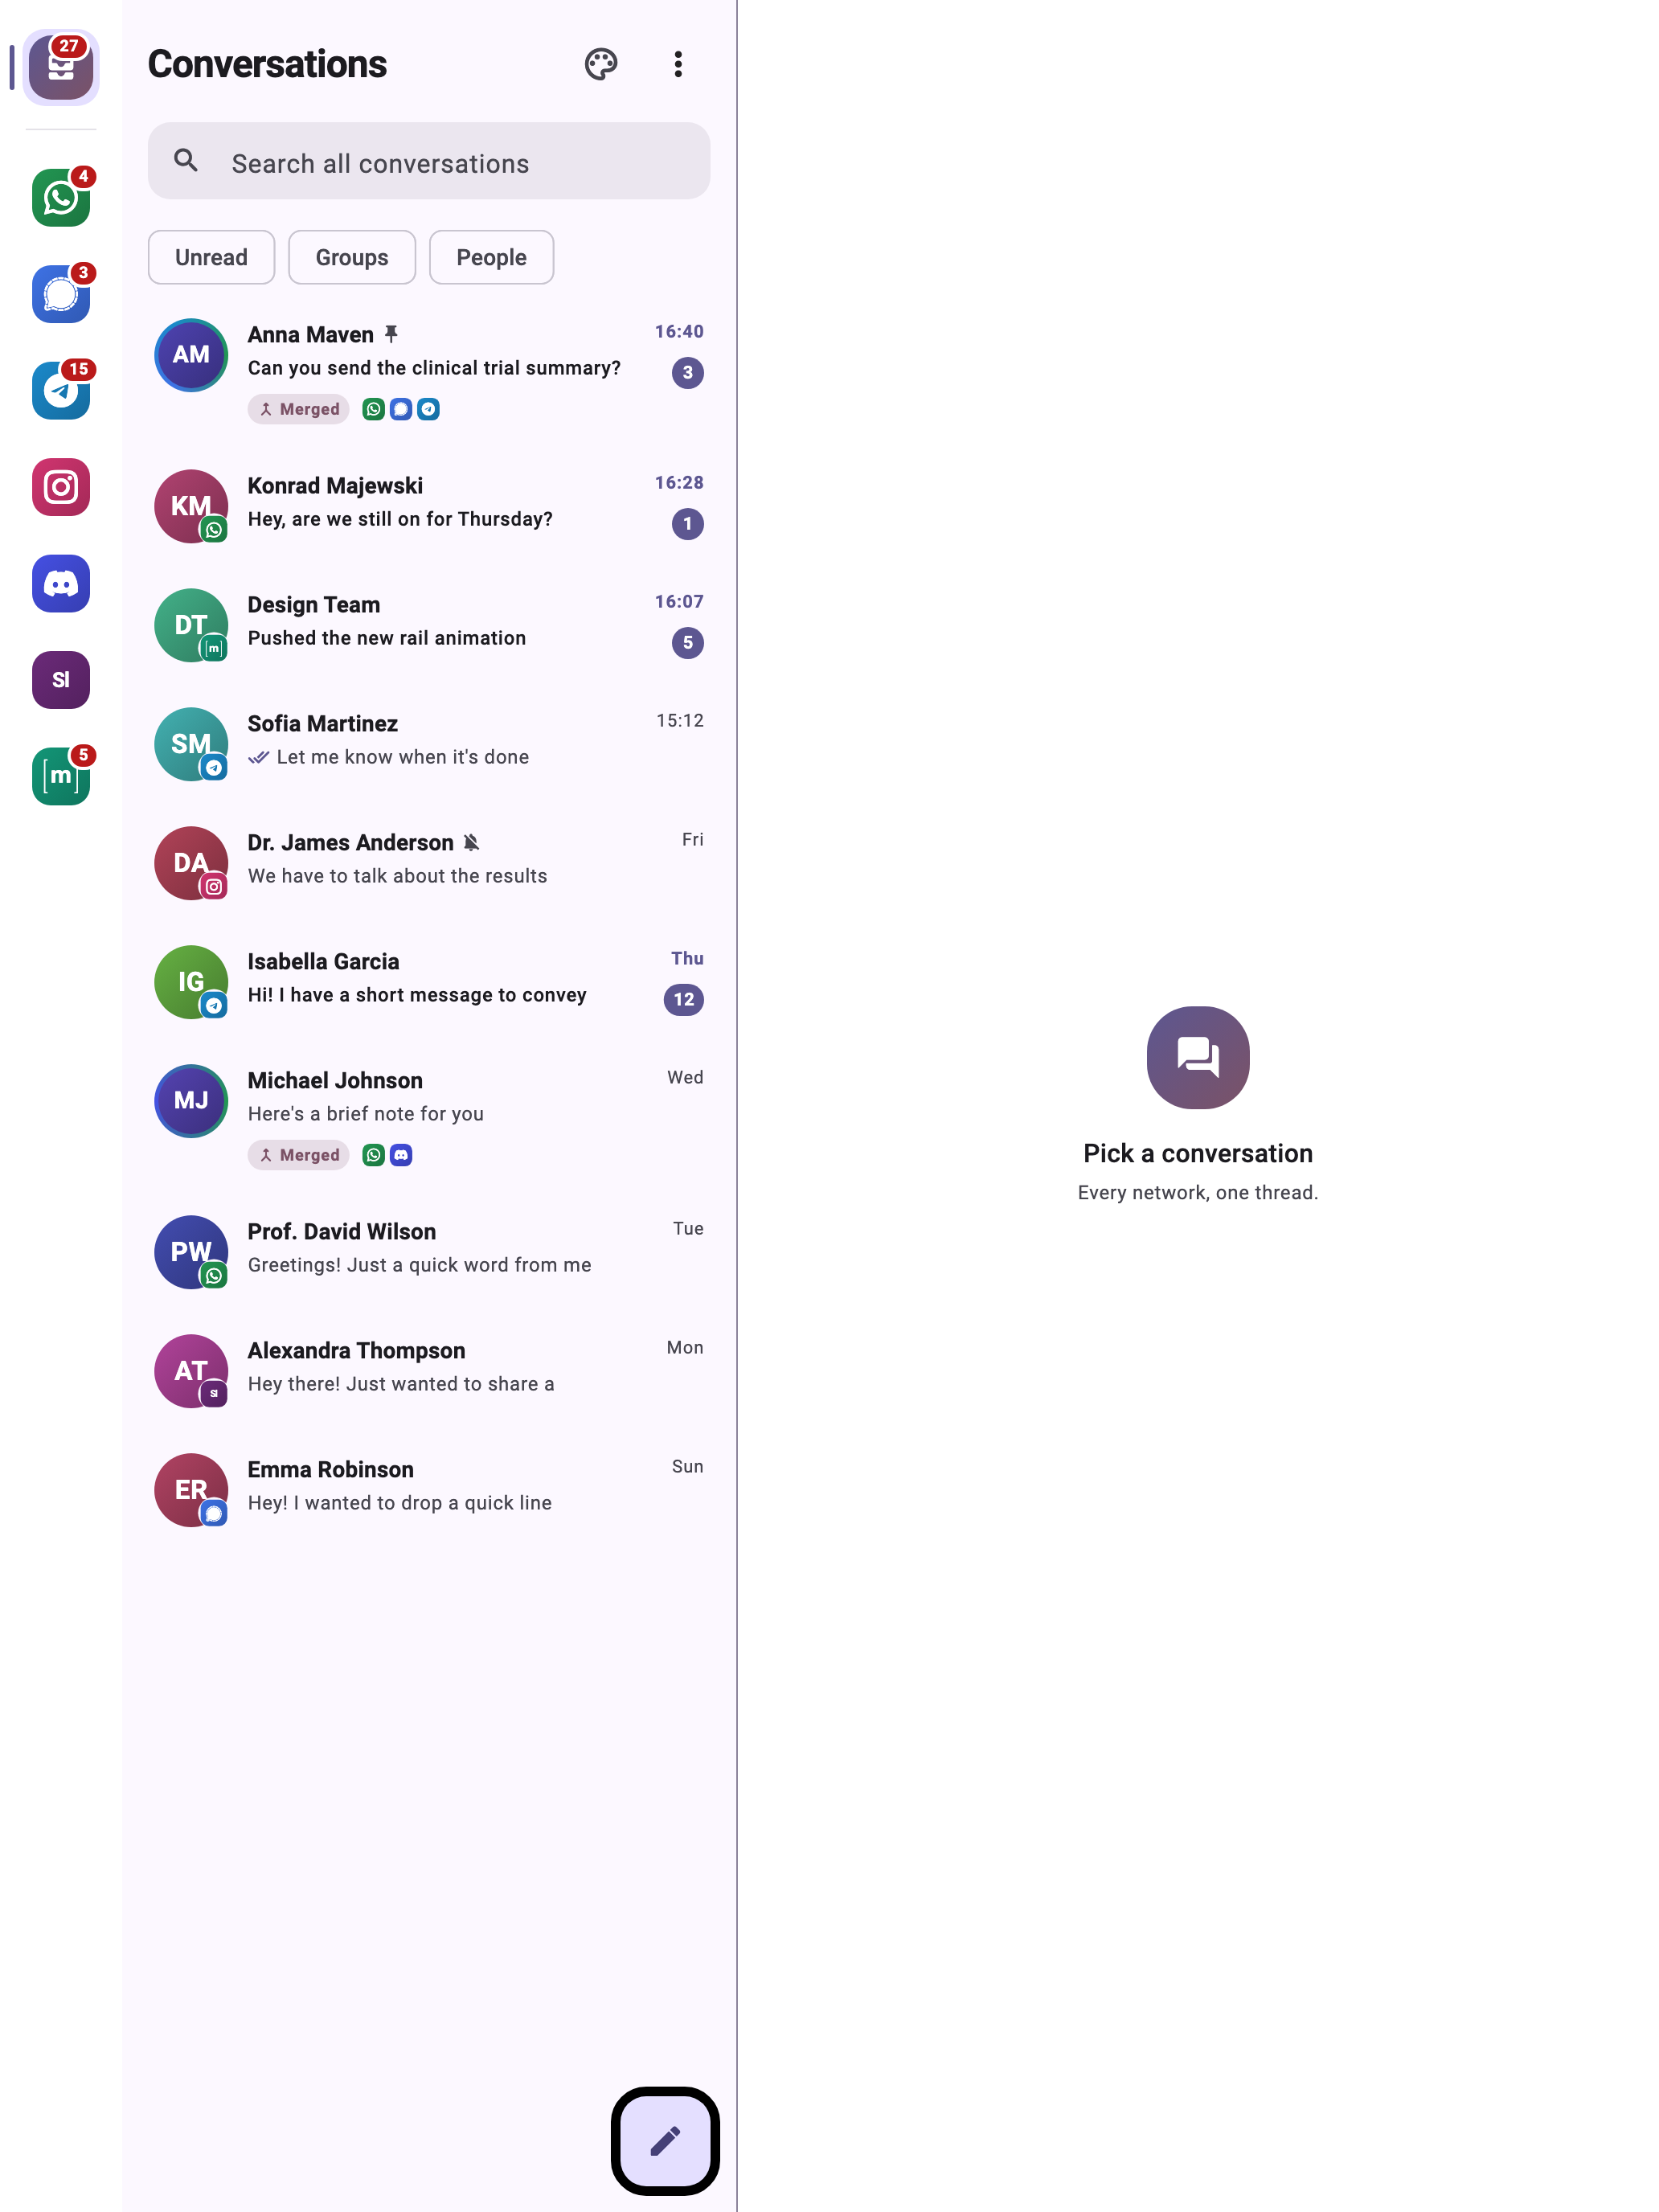 27
Conversations
Search all conversations
4
Unread
Groups
People
3
AM
Anna Maven
16:40
Can you send the clinical trial summary?
3
15
Merged
KM
Konrad Majewski
16:28
Hey, are we still on for Thursday?
1
DT
Design Team
16:07
Pushed the new rail animation
5
[m]
Sl
SM
Sofia Martinez
15:12
Let me know when it's done
5
[m]
DA
Dr. James Anderson
Fri
We have to talk about the results
IG
Isabella Garcia
Thu
Hi! I have a short message to convey
12
MJ
Michael Johnson
Wed
Here's a brief note for you
Merged
Pick a conversation
Every network, one thread.
PW
Prof. David Wilson
Tue
Greetings! Just a quick word from me
AT
Alexandra Thompson
Mon
Hey there! Just wanted to share a
Sl
ER
Emma Robinson
Sun
Hey! I wanted to drop a quick line